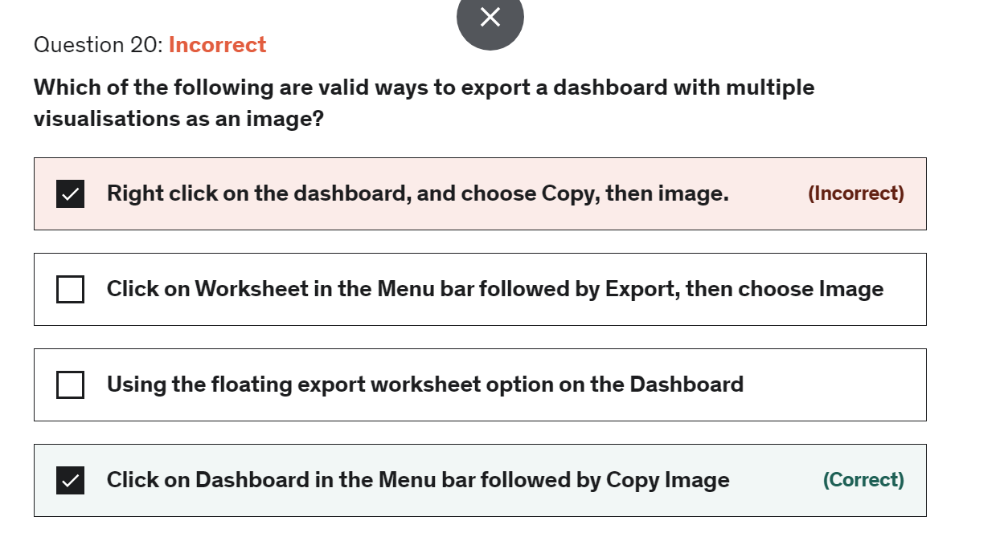 Question 20: Incorrect
Which of the following are valid ways to export a dashboard with multiple
visualisations as an image?
Right click on the dashboard, and choose Copy, then image. (Incorrect)
Click on Worksheet in the Menu bar followed by Export, then choose Image
Using the floating export worksheet option on the Dashboard
Click on Dashboard in the Menu bar followed by Copy Image (Correct)